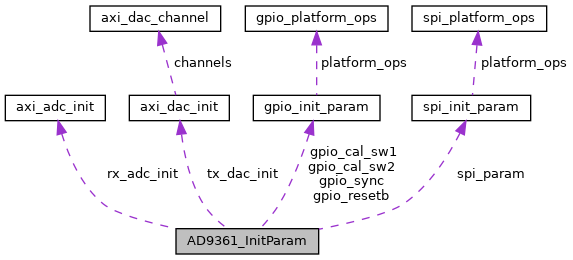 axi_dac_channel
gpio_platform_ops
spi_platform_ops
channels
platform_ops
platform_ops
axi_adc_init
axi_dac_init
gpio_init_param
spi_init_param
rx_adc_init
tx_dac_init
gpio_cal_sw1
gpio_cal_sw2
gpio_sync
gpio_resetb
spi_param
AD9361_InitParam